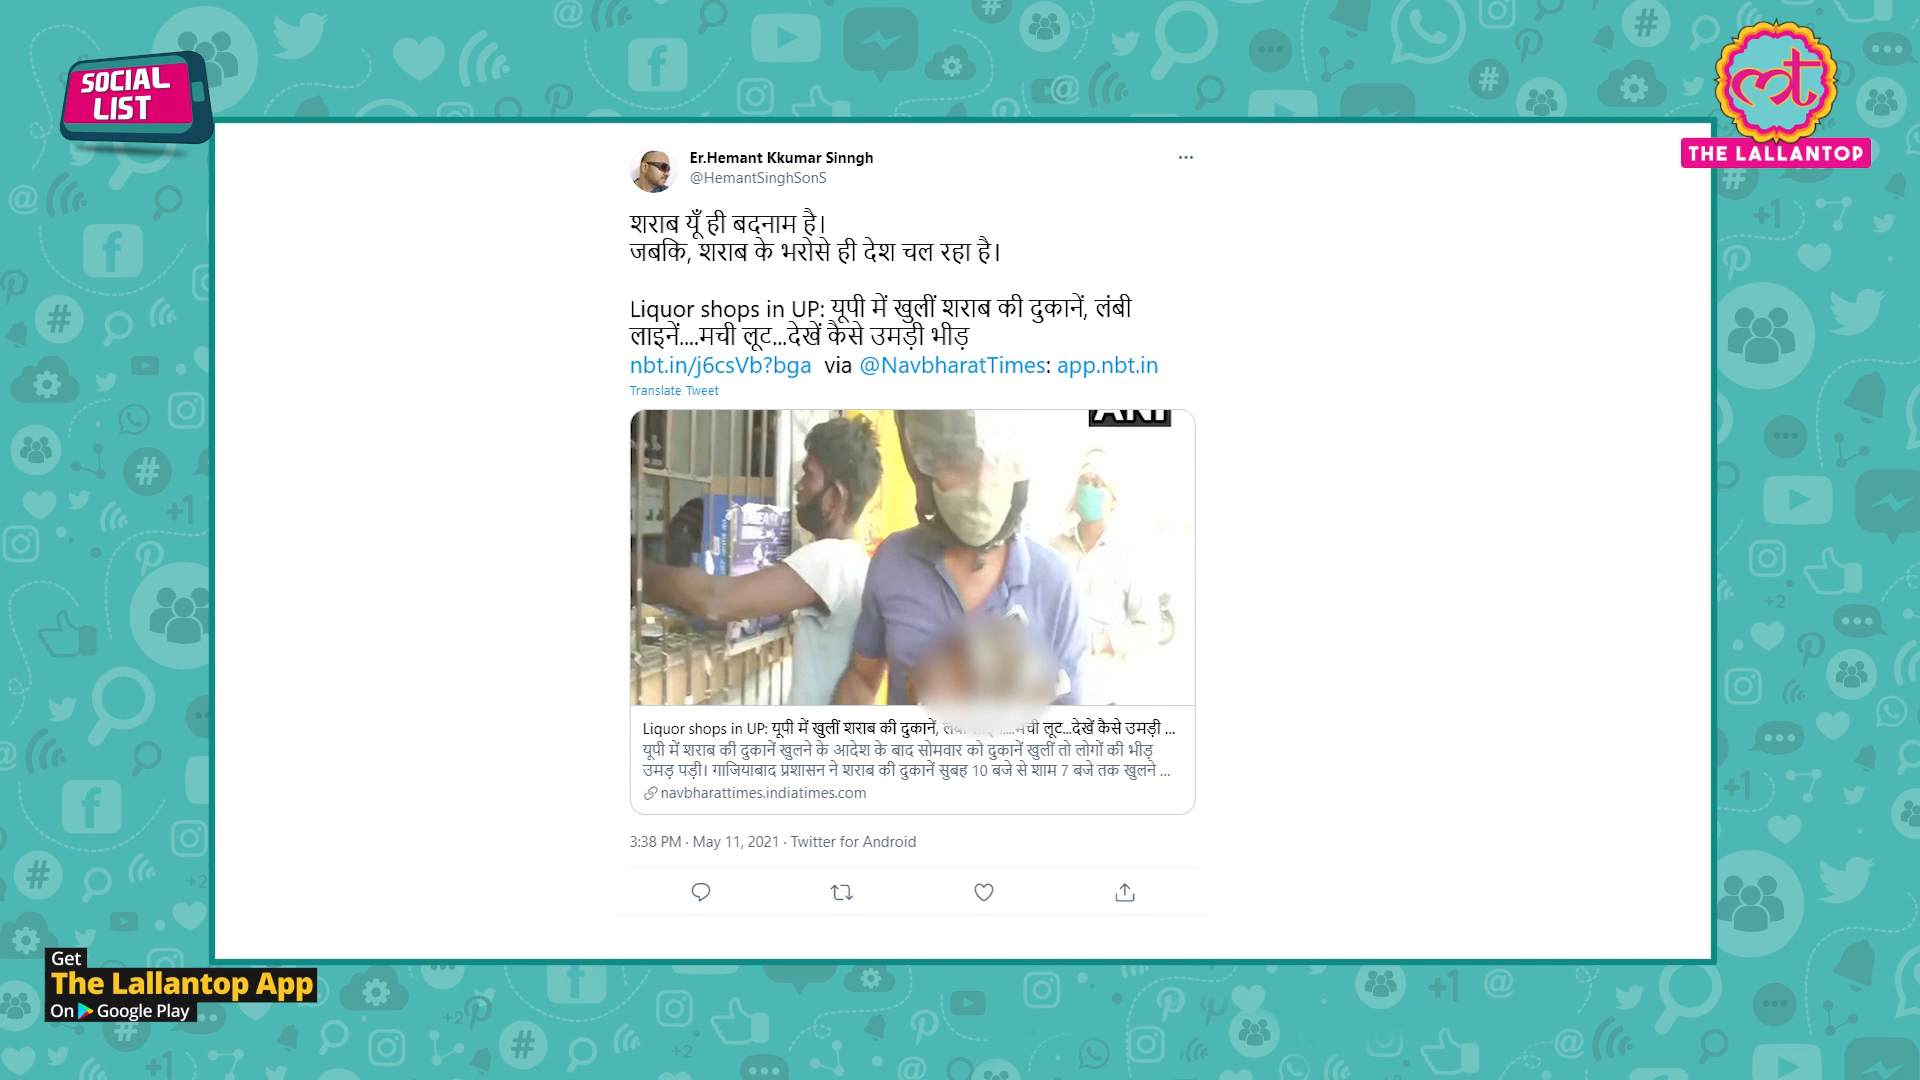 SOCIAL
LIST
THE LALLANTOP
Er.Hemant Kkumar Sinngh
@HemantSinghSonS
शराब यूँ ही बदनाम है।
जबकि, शराब के भरोसे ही देश चल रहा है।
Liquor shops in UP: यूपी में खुलीं शराब की दुकानें, लंबी
लाइनें....मची लूट...देखें कैसे उमड़ी भीड़
nbt.in/j6csVb?bga via @NavbharatTimes: app.nbt.in
Translate Tweet
ANI
DREAM
Liquor shops in UP: यूपी में खुलीं शराब की दुकानें, ....मची लूट...देखें कैसे उमड़ी ...
यूपी में शराब की दुकानें खुलने के आदेश के बाद सोमवार को दुकानें खुलीं तो लोगों की भीड़
उमड़ पड़ी। गाजियाबाद प्रशासन ने शराब की दुकानें सुबह 10 बजे से शाम 7 बजे तक खुलने ...
navbharattimes.indiatimes.com
3:38 PM · May 11, 2021 · Twitter for Android
Get
The Lallantop App
On Google Play